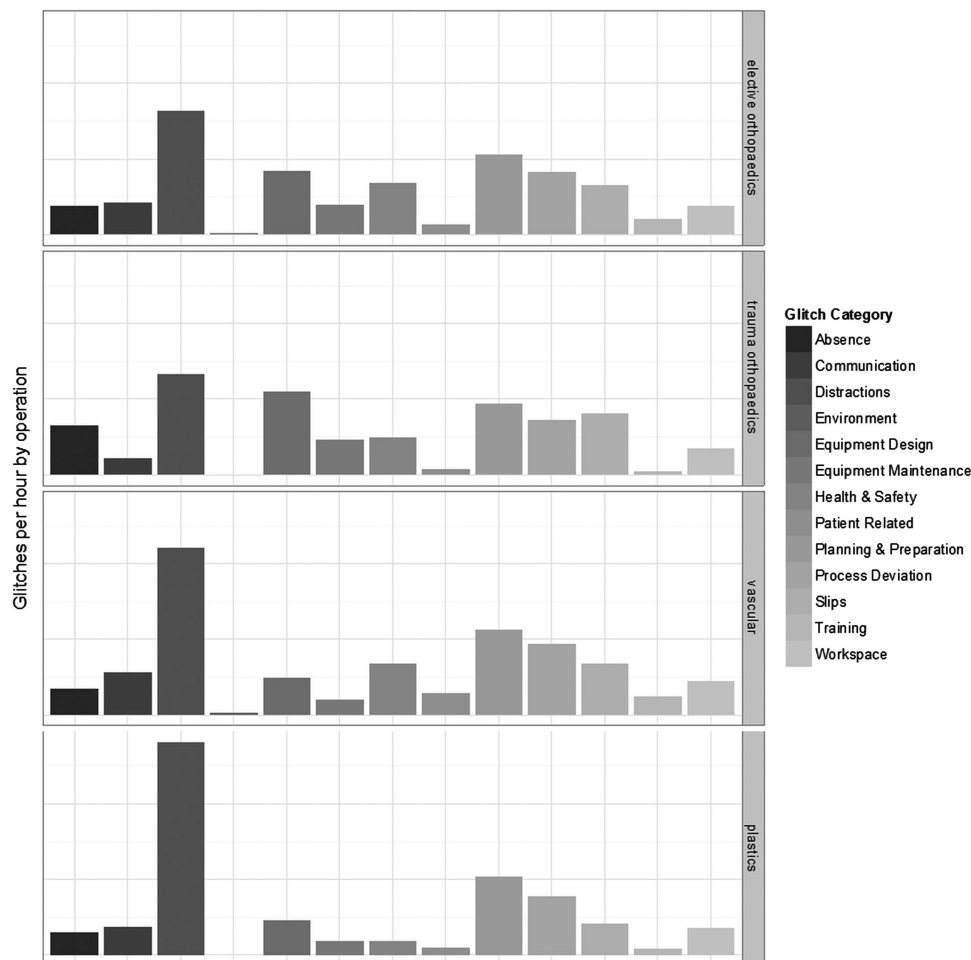 Glitches per hour by operation
elective orthopaedics
trauma orthopaedics
vascular
plastics
Glitch Category
Absence
Communication
Distractions
Environment
Equipment Design
Equipment Maintenance
Health & Safety
Patient Related
Planning & Preparation
Process Deviation
Slips
Training
Workspace